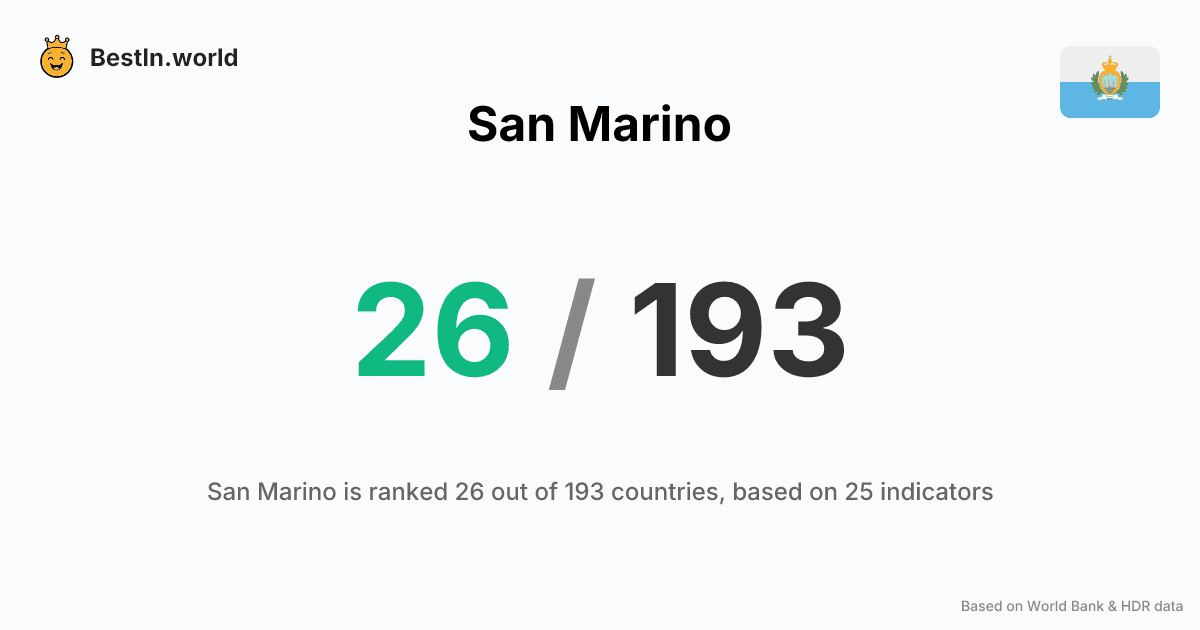 BestIn.world
San Marino
26 / 193
San Marino is ranked 26 out of 193 countries, based on 25 indicators
Based on World Bank & HDR data